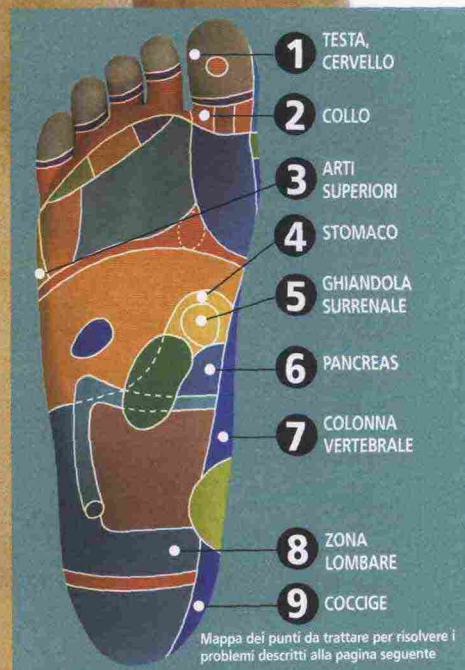 1 TESTA,
CERVELLO
2 COLLO
3 ARTI
SUPERIORI
4 STOMACO
5 GHIANDOLA
SURRENALE
6 PANCREAS
7 COLONNA
VERTEBRALE
8 ZONA
LOMBARE
9 COCCIGE
Mappa dei punti da trattare per risolvere i
problemi descritti alla pagina seguente